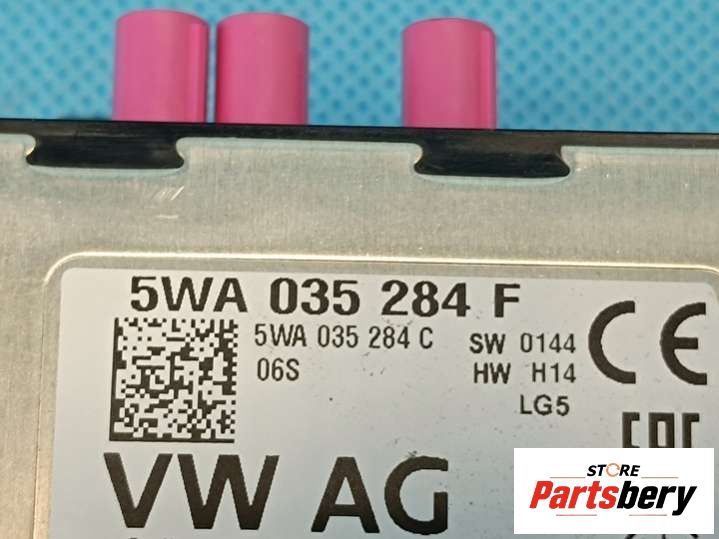 5WA 035 284 F
5WA 035 284 C SW 0144
06S HW H14
LG5
CE
EAC
VW AG
STORE
Partsbery